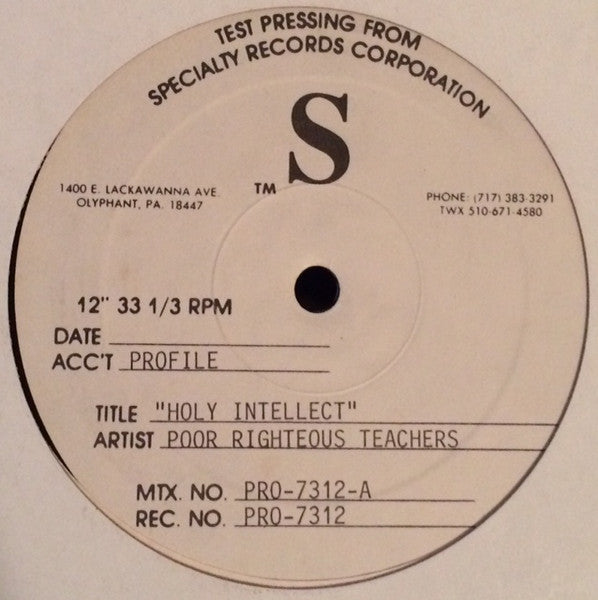 TEST PRESSING FROM
SPECIALTY RECORDS CORPORATION
S
TM
1400 E. LACKAWANNA AVE.
OLYPHANT, PA. 18447
PHONE: (717) 383-3291
TWX 510-671-4580
12" 33 1/3 RPM
DATE
ACC'T PROFILE
TITLE "HOLY INTELLECT"
ARTIST POOR RIGHTEOUS TEACHERS
MTX. NO. PRO-7312-A
REC. NO. PRO-7312